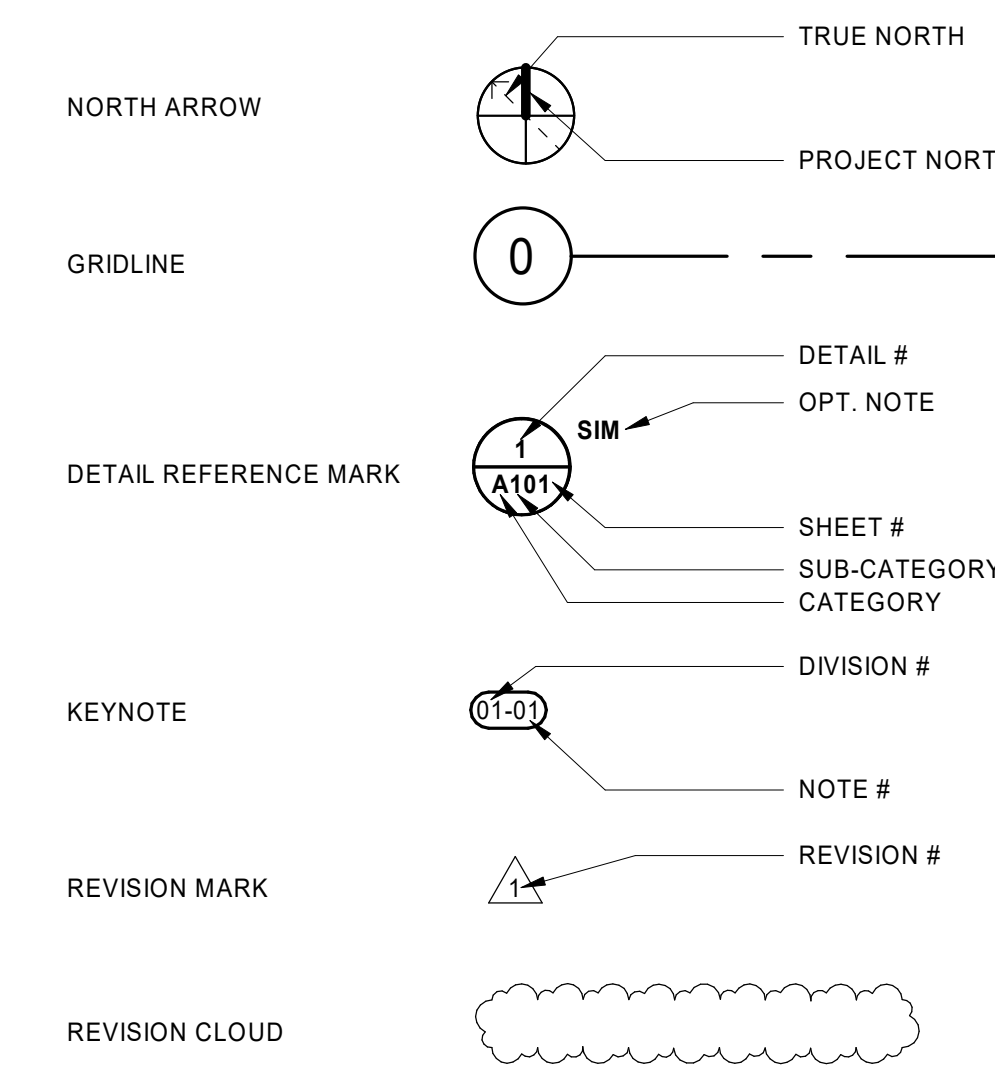 TRUE NORTH
NORTH ARROW
PROJECT NORT
GRIDLINE
0
DETAIL #
OPT. NOTE
SIM
1
DETAIL REFERENCE MARK
A101
SHEET #
SUB-CATEGORY
CATEGORY
DIVISION #
KEYNOTE
01-01
NOTE #
REVISION #
REVISION MARK
1
REVISION CLOUD